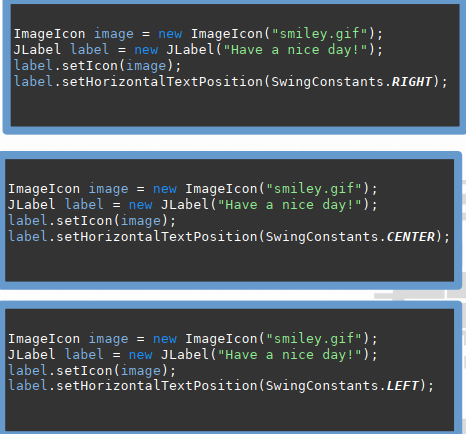 ImageIcon image = new ImageIcon("smiley.gif");
JLabel label = new JLabel("Have a nice day!");
label.setIcon(image);
label.setHorizontalTextPosition(SwingConstants.RIGHT);
ImageIcon image = new ImageIcon("smiley.gif");
JLabel label = new JLabel("Have a nice day!");
label.setIcon(image);
label.setHorizontalTextPosition(SwingConstants.CENTER);
ImageIcon image = new ImageIcon("smiley.gif");
JLabel label = new JLabel("Have a nice day!");
label.setIcon(image);
label.setHorizontalTextPosition(SwingConstants.LEFT);